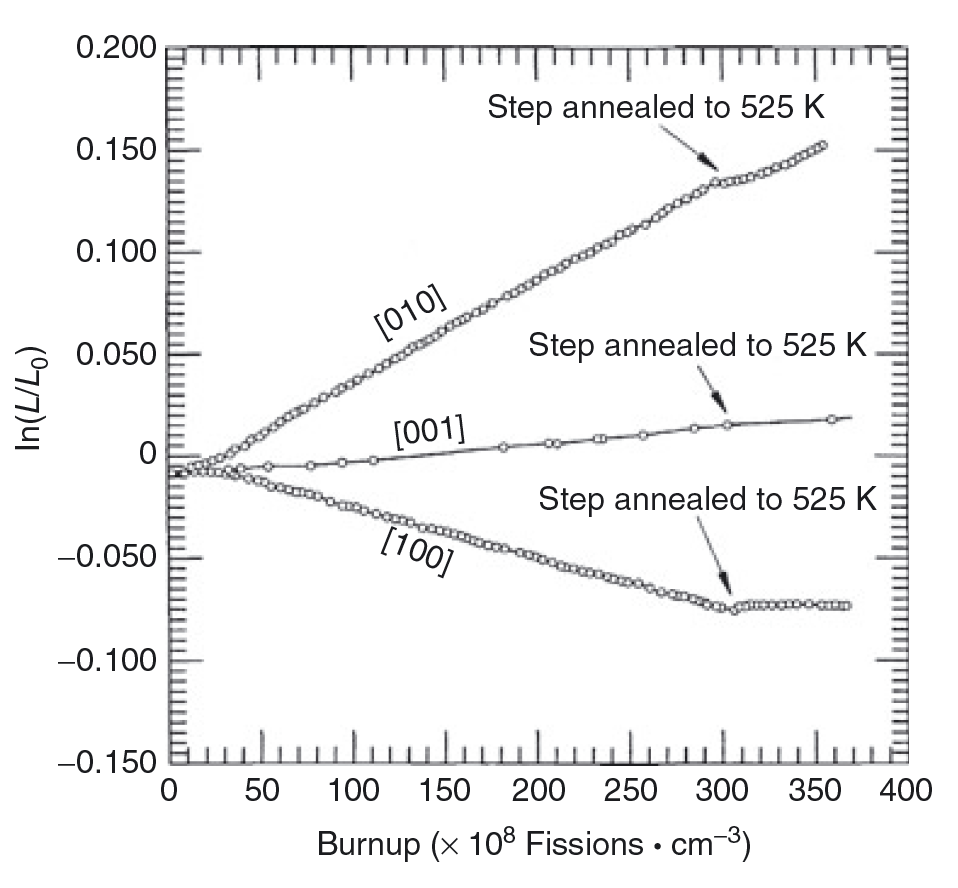 0.200
Step annealed to 525 K
0.150
0.100
[010]
0.050
Step annealed to 525 K
ln(L/L₀)
[001]
0
Step annealed to 525 K
[100]
−0.050
−0.100
−0.150
0 50 100 150 200 250 300 350 400
Burnup (× 10⁸ Fissions · cm⁻³)